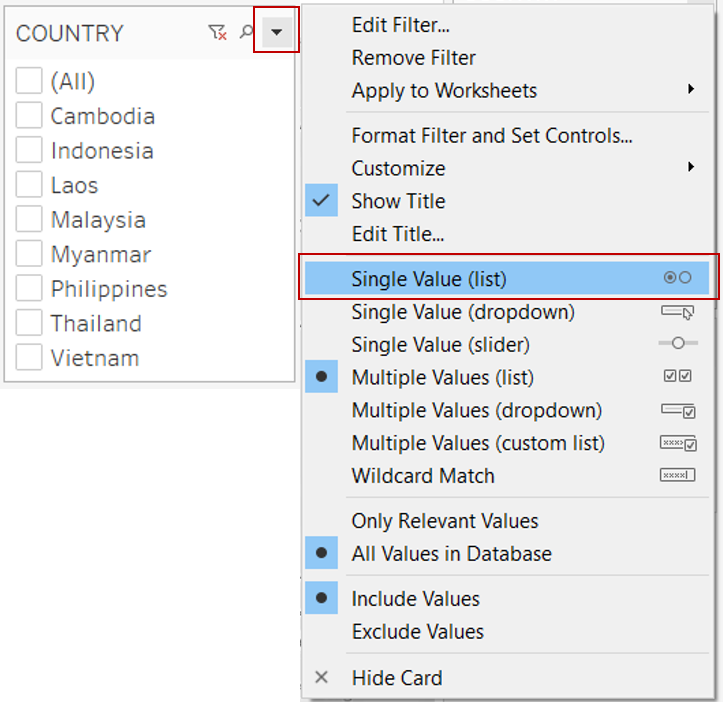 COUNTRY
(All)
Cambodia
Indonesia
Laos
Malaysia
Myanmar
Philippines
Thailand
Vietnam
Edit Filter...
Remove Filter
Apply to Worksheets
Format Filter and Set Controls...
Customize
Show Title
Edit Title...
Single Value (list)
Single Value (dropdown)
Single Value (slider)
Multiple Values (list)
Multiple Values (dropdown)
Multiple Values (custom list)
Wildcard Match
Only Relevant Values
All Values in Database
Include Values
Exclude Values
Hide Card